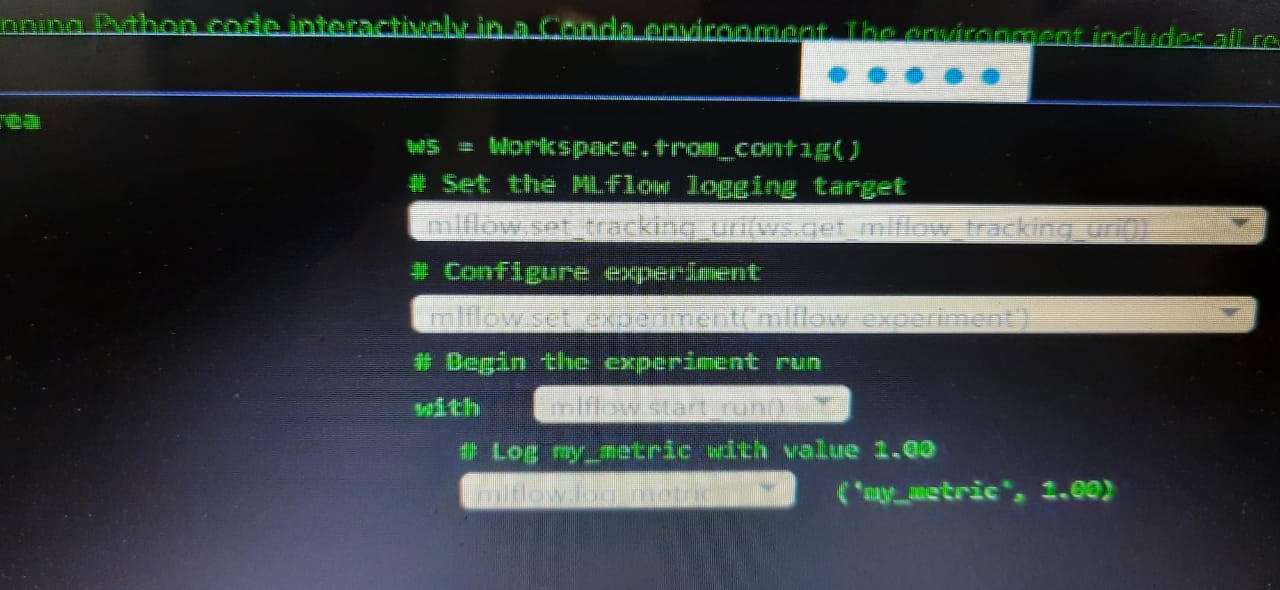 nning Python code interactively in a Conda environment. The environment includes all re
rea
ws = Workspace.from_config()
# Set the MLflow logging target
mlflow.set_tracking_uri(ws.get_mlflow_tracking_uri())
# Configure experiment
mlflow.set_experiment('mlflow-experiment')
# Begin the experiment run
with mlflow.start_run()
# Log my_metric with value 1.00
mlflow.log_metric ('my_metric', 1.00)